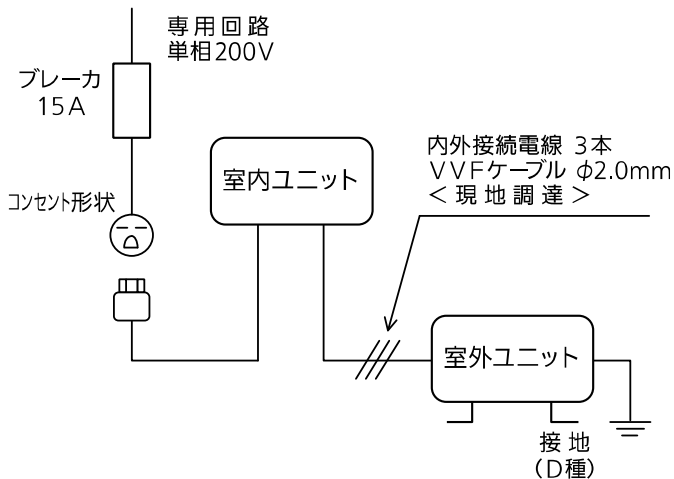 専用回路
単相200V
ブレーカ
15A
コンセント形状
室内ユニット
内外接続電線 3本
VVFケーブル φ2.0mm
<現地調達>
室外ユニット
接地
(D種)